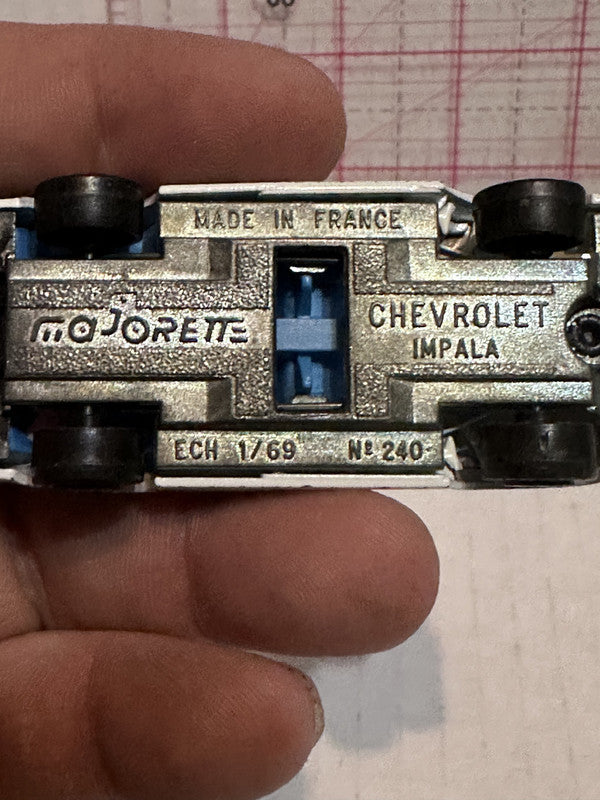 MADE IN FRANCE
maJORETTE
CHEVROLET
IMPALA
ECH 1/69 Nº 240